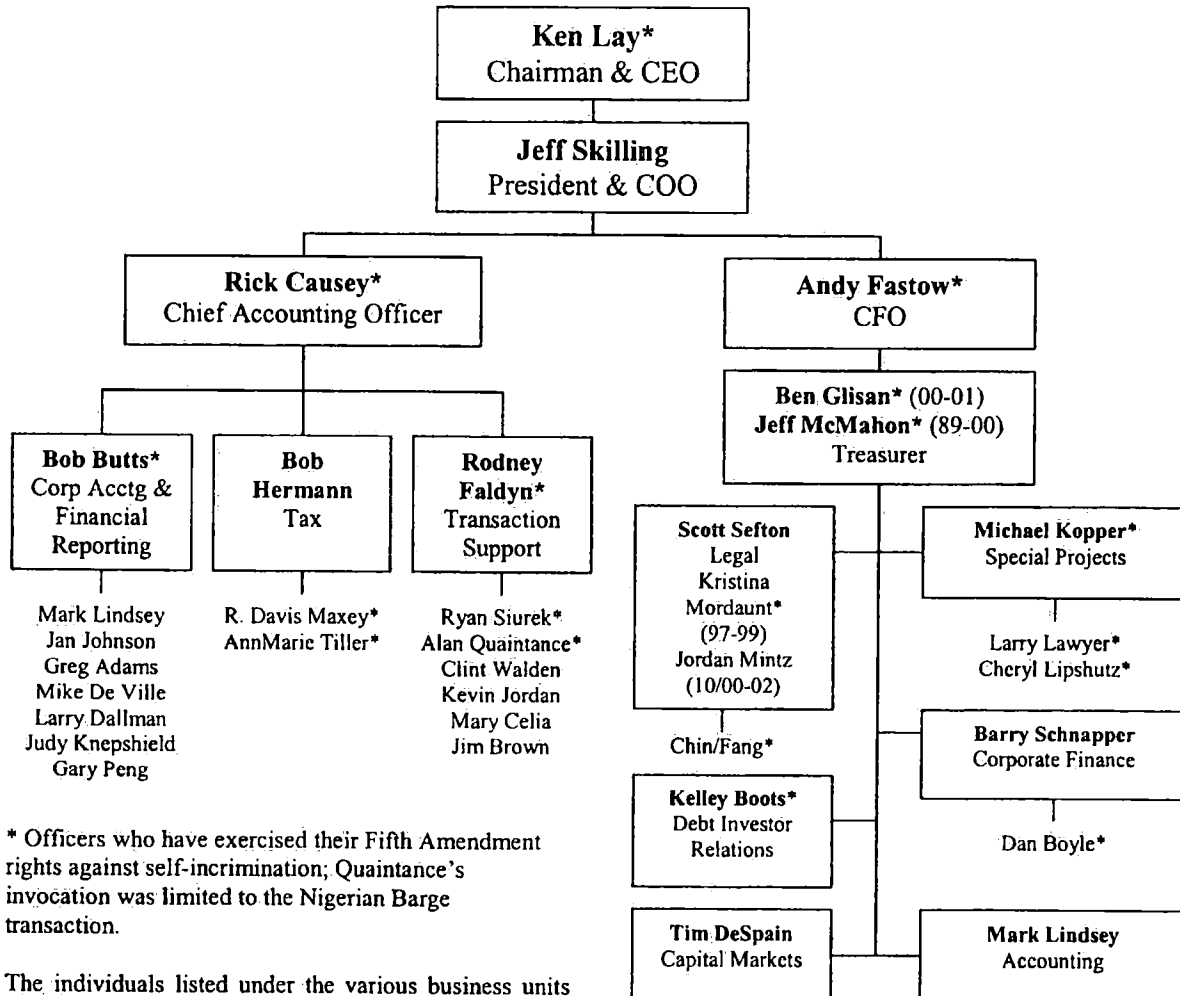 Ken Lay*
Chairman & CEO
Jeff Skilling
President & COO
Rick Causey*
Chief Accounting Officer
Andy Fastow*
CFO
Ben Glisan* (00-01)
Jeff McMahon* (89-00)
Treasurer
Bob Butts*
Corp Acctg &
Financial
Reporting
Mark Lindsey
Jan Johnson
Greg Adams
Mike De Ville
Larry Dallman
Judy Knepshield
Gary Peng
Bob
Hermann
Tax
R. Davis Maxey*
AnnMarie Tiller*
Rodney
Faldyn*
Transaction
Support
Ryan Siurek*
Alan Quaintance*
Clint Walden
Kevin Jordan
Mary Celia
Jim Brown
Scott Sefton
Legal
Kristina
Mordaunt*
(97-99)
Jordan Mintz
(10/00-02)
Chin/Fang*
Michael Kopper*
Special Projects
Larry Lawyer*
Cheryl Lipshutz*
Kelley Boots*
Debt Investor
Relations
Barry Schnapper
Corporate Finance
Dan Boyle*
Tim DeSpain
Capital Markets
Mark Lindsey
Accounting
* Officers who have exercised their Fifth Amendment
rights against self-incrimination; Quaintance's
invocation was limited to the Nigerian Barge
transaction.
The individuals listed under the various business units